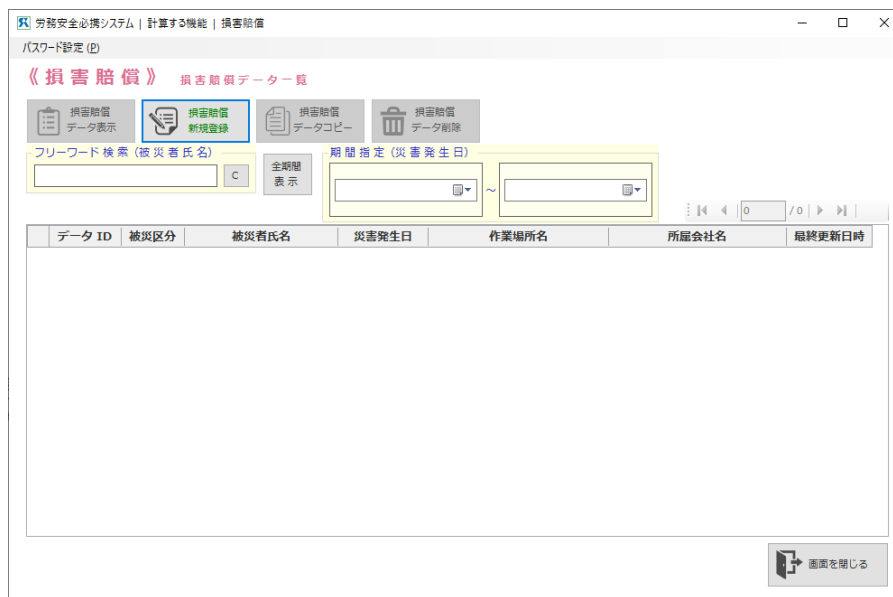 労務安全必携システム | 計算する機能 | 損害賠償
パスワード設定 (P)
《損害賠償》 損害賠償データ一覧
損害賠償
データ表示
損害賠償
新規登録
損害賠償
データコピー
損害賠償
データ削除
フリーワード検索(被災者氏名)
C
全期間
表示
期間指定(災害発生日)
~
0 / 0
データ ID 被災区分 被災者氏名 災害発生日 作業場所名 所属会社名 最終更新日時
画面を閉じる